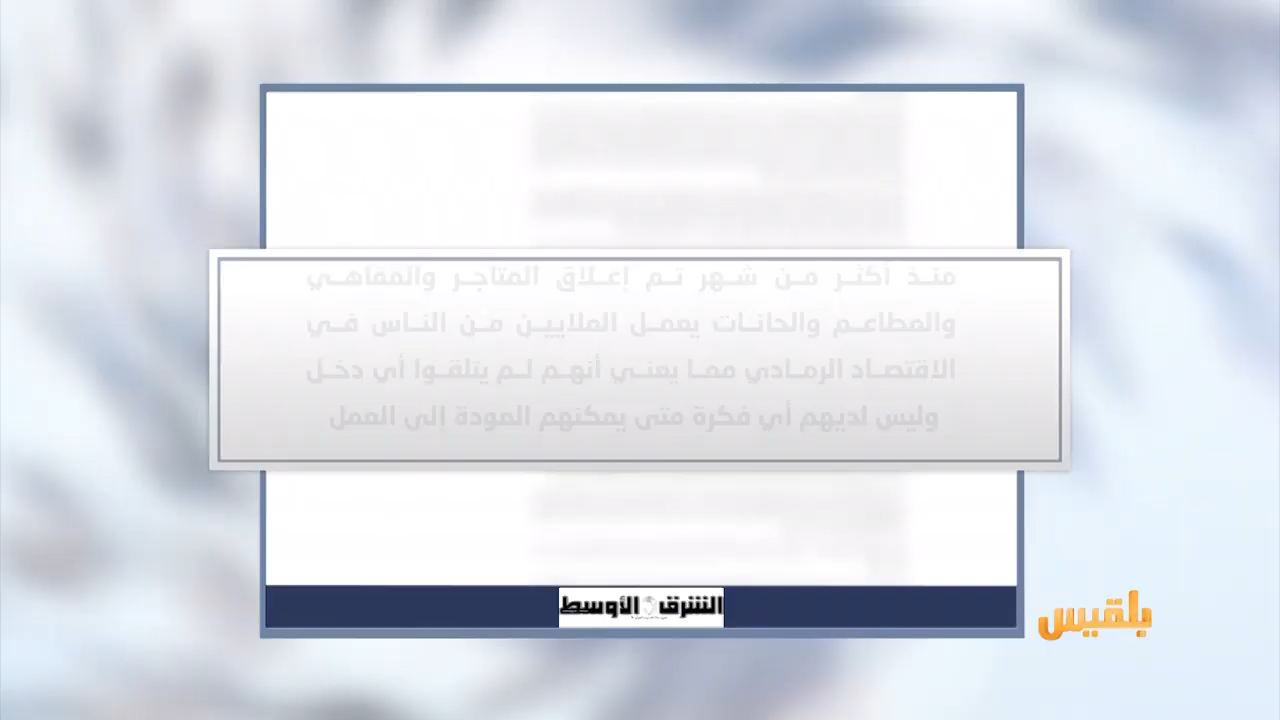 منذ أكثر من شهر تم إغلاق المتاجر والمقاهي
والمطاعم والحانات يعمل الملايين من الناس في
الاقتصاد الرمادي مما يعني أنهم لم يتلقوا أي دخل
وليس لديهم أي فكرة متى يمكنهم العودة إلى العمل
الشرق الأوسط
بلقيس